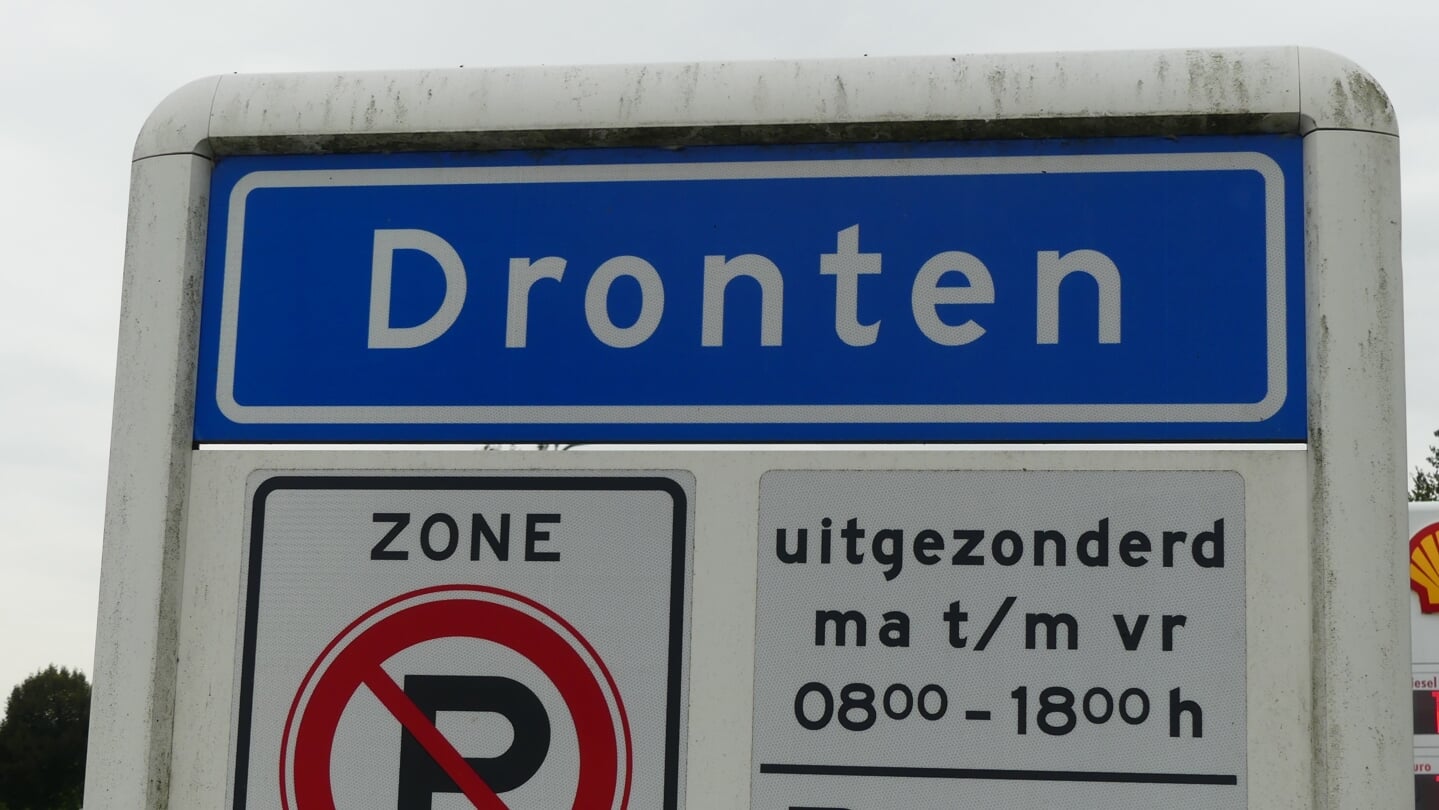 Dronten
ZONE
P
uitgezonderd
ma t/m vr
08⁰⁰ - 18⁰⁰ h